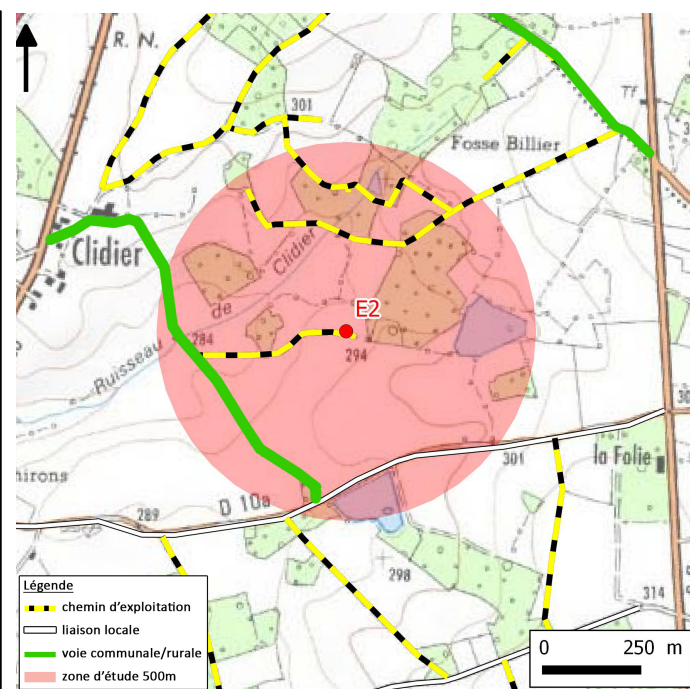 R. N.
301
Tf
Fosse Billier
Clidier
Clidier
de
E2
284
294
Ruisseau
301
la Folie
nirons
D 10a
289
298
314
Légende
chemin d'exploitation
liaison locale
voie communale/rurale
zone d'étude 500m
0 250 m